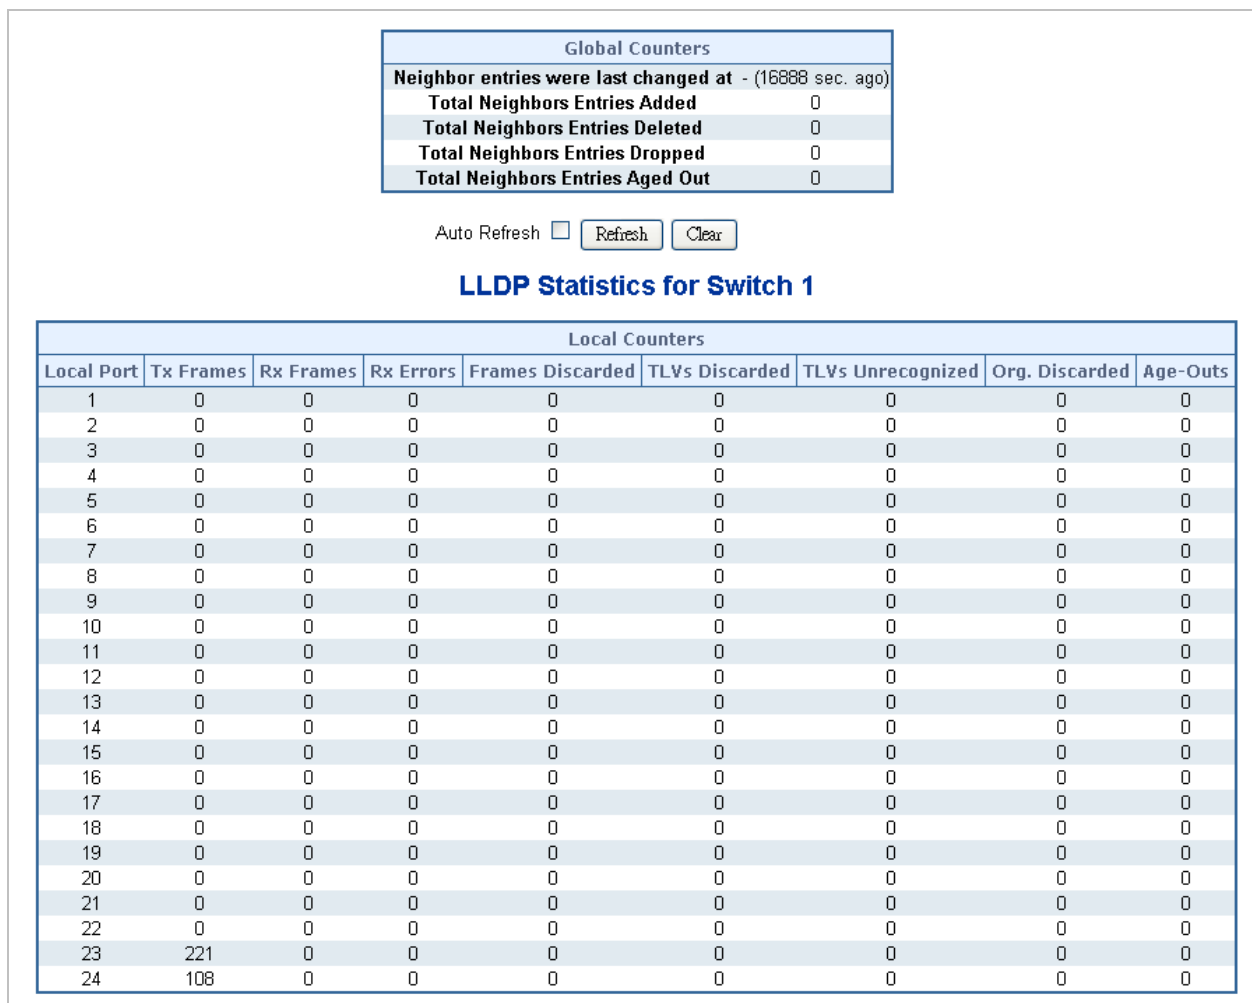 Global Counters
Neighbor entries were last changed at - (16888 sec. ago)
Total Neighbors Entries Added 0
Total Neighbors Entries Deleted 0
Total Neighbors Entries Dropped 0
Total Neighbors Entries Aged Out 0
Auto Refresh Refresh Clear
LLDP Statistics for Switch 1
Local Counters
Local Port Tx Frames Rx Frames Rx Errors Frames Discarded TLVs Discarded TLVs Unrecognized Org. Discarded Age-Outs
1 0 0 0 0 0 0 0 0
2 0 0 0 0 0 0 0 0
3 0 0 0 0 0 0 0 0
4 0 0 0 0 0 0 0 0
5 0 0 0 0 0 0 0 0
6 0 0 0 0 0 0 0 0
7 0 0 0 0 0 0 0 0
8 0 0 0 0 0 0 0 0
9 0 0 0 0 0 0 0 0
10 0 0 0 0 0 0 0 0
11 0 0 0 0 0 0 0 0
12 0 0 0 0 0 0 0 0
13 0 0 0 0 0 0 0 0
14 0 0 0 0 0 0 0 0
15 0 0 0 0 0 0 0 0
16 0 0 0 0 0 0 0 0
17 0 0 0 0 0 0 0 0
18 0 0 0 0 0 0 0 0
19 0 0 0 0 0 0 0 0
20 0 0 0 0 0 0 0 0
21 0 0 0 0 0 0 0 0
22 0 0 0 0 0 0 0 0
23 221 0 0 0 0 0 0 0
24 108 0 0 0 0 0 0 0